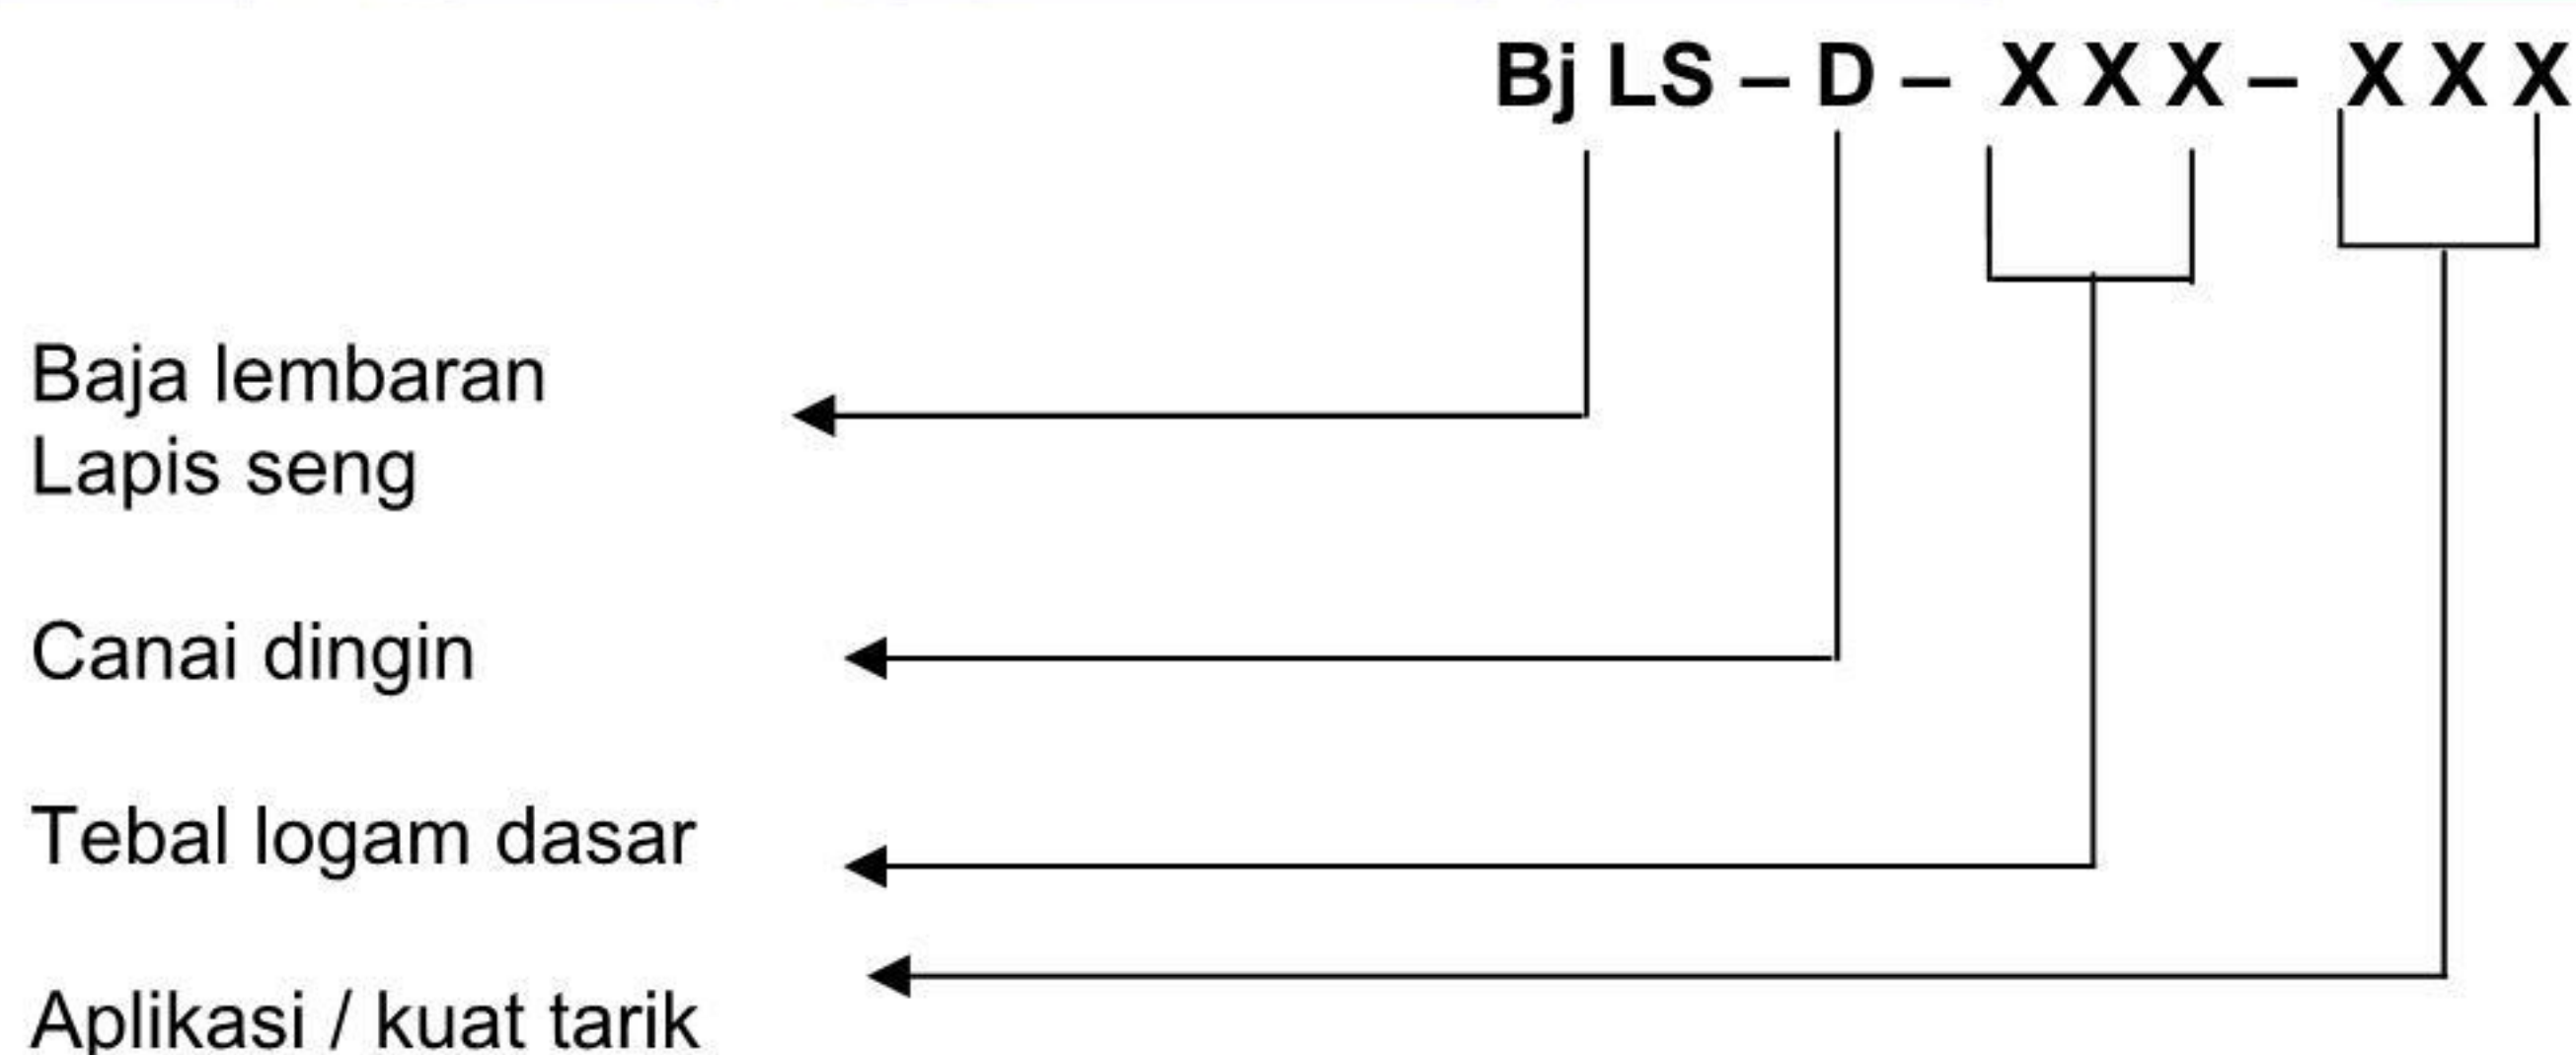 Bj LS – D – X X X – X X X
Baja lembaran
Lapis seng
Canai dingin
Tebal logam dasar
Aplikasi / kuat tarik